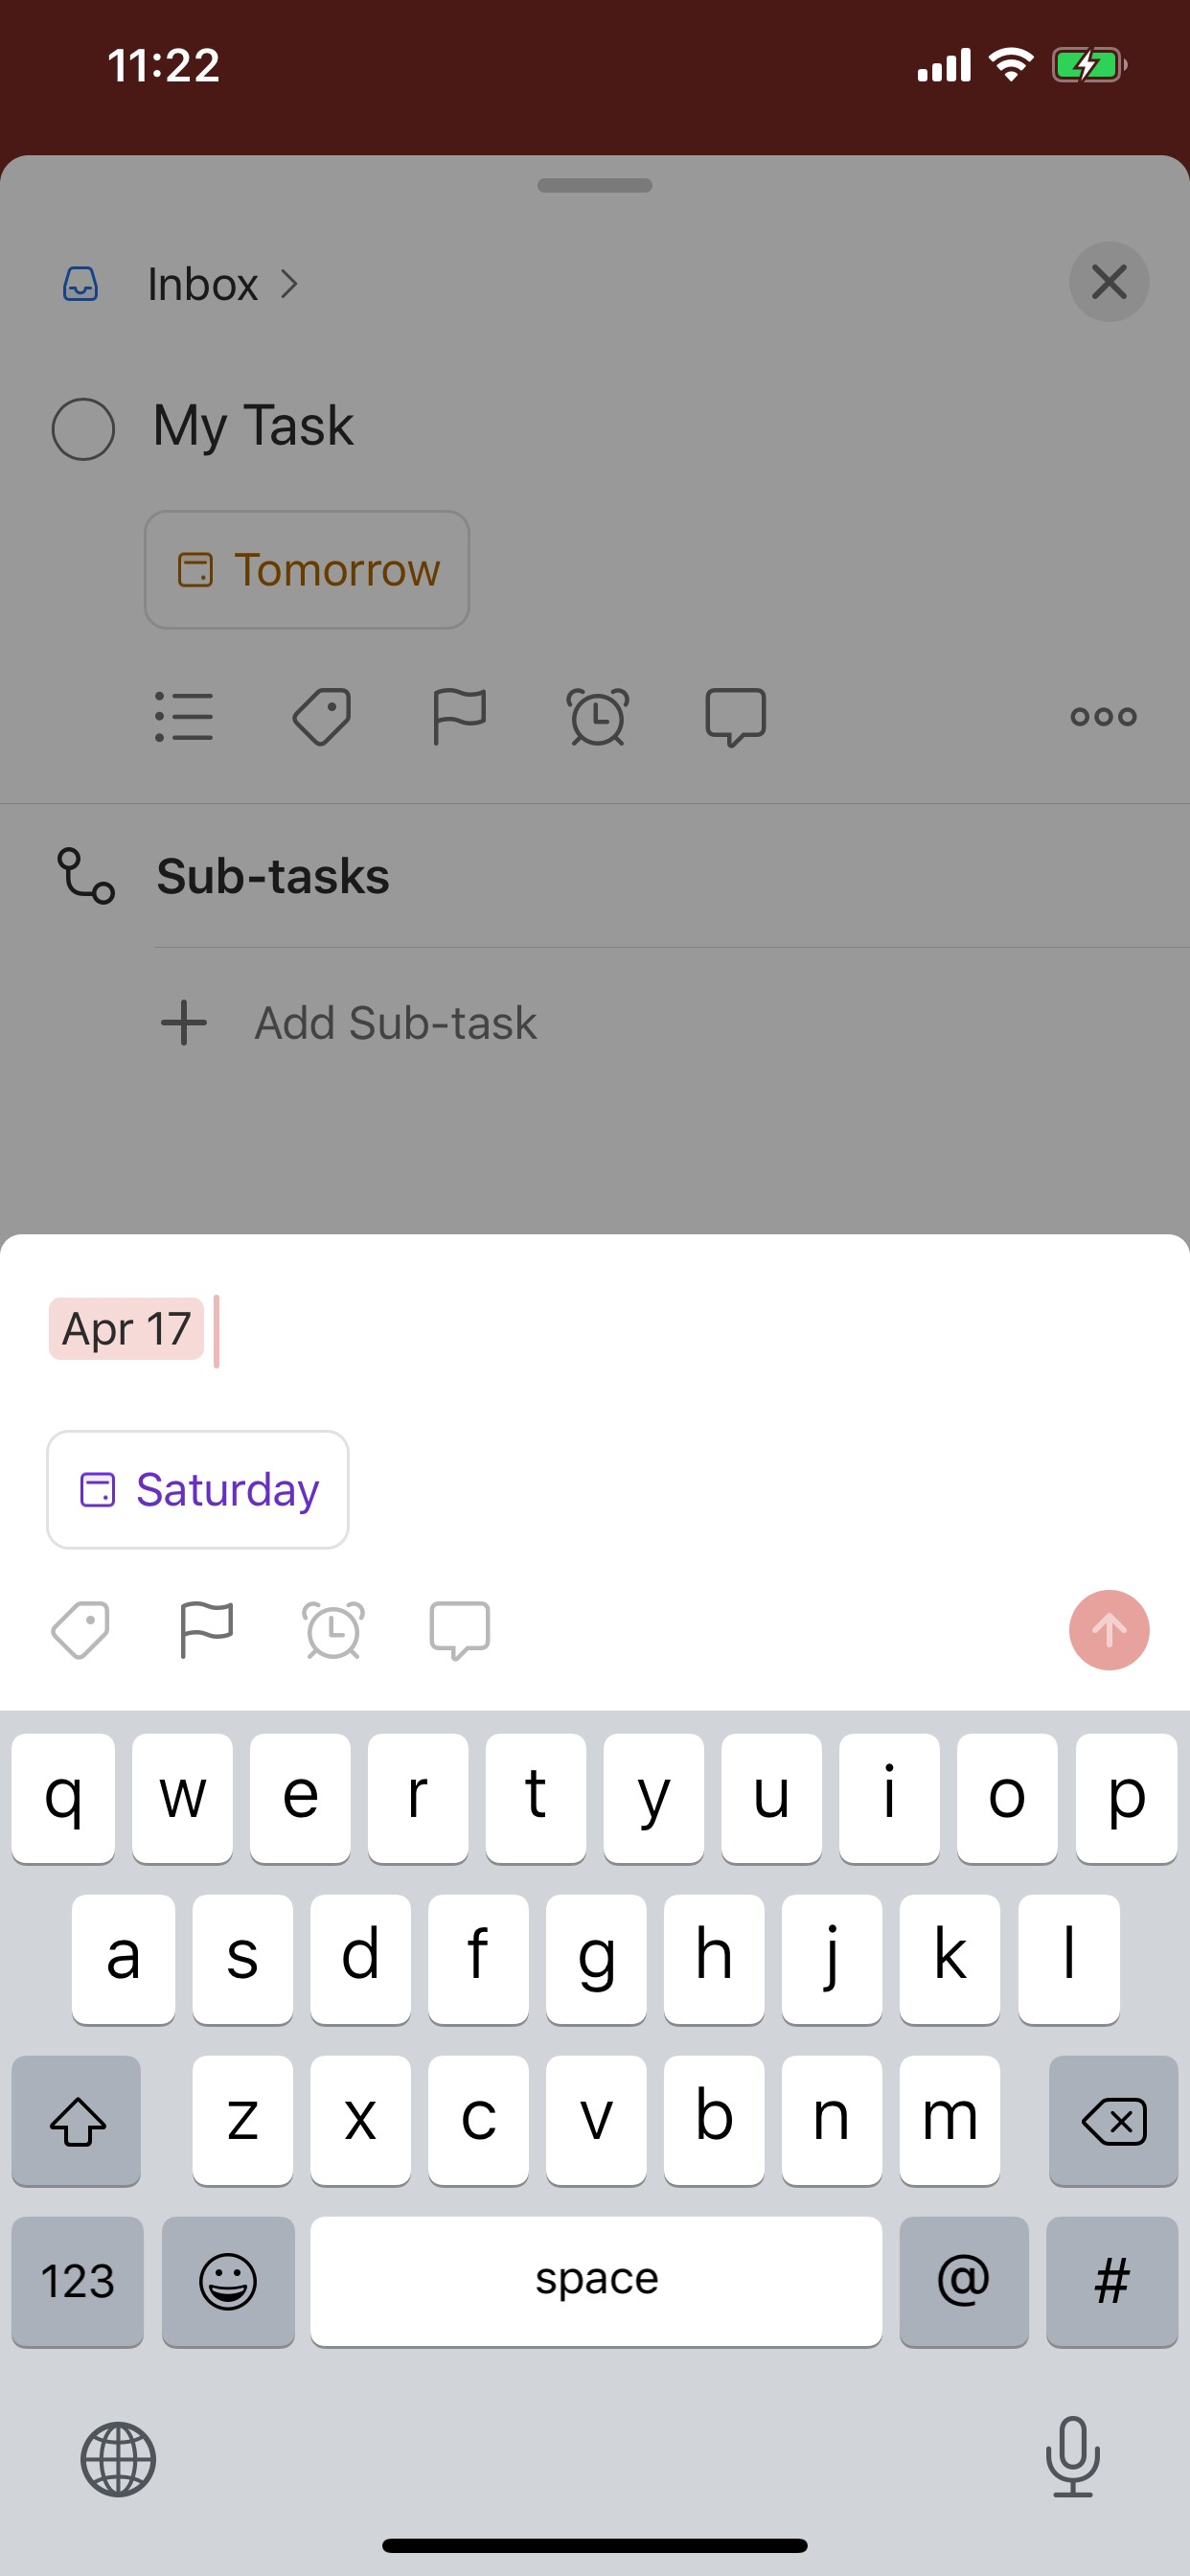 11:22
Inbox
My Task
Tomorrow
Sub-tasks
Add Sub-task
Apr 17
Saturday
q w e r t y u i o p
a s d f g h j k l
z x c v b n m
123 space @ #